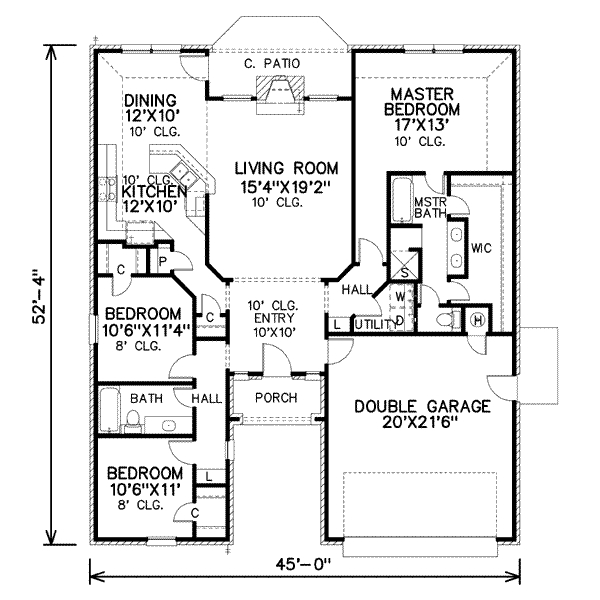 C. PATIO
DINING
12'X10'
10' CLG.
MASTER
BEDROOM
17'X13'
10' CLG.
LIVING ROOM
15'4"X19'2"
10' CLG.
10' CLG.
KITCHEN
12'X10'
MSTR
BATH
WIC
C
P
S
HALL
W
D
UTILITY
L
H
52'-4"
BEDROOM
10'6"X11'4"
8' CLG.
C
10' CLG.
ENTRY
10'X10'
BATH
HALL
PORCH
DOUBLE GARAGE
20'X21'6"
BEDROOM
10'6"X11'
8' CLG.
L
C
45'-0"